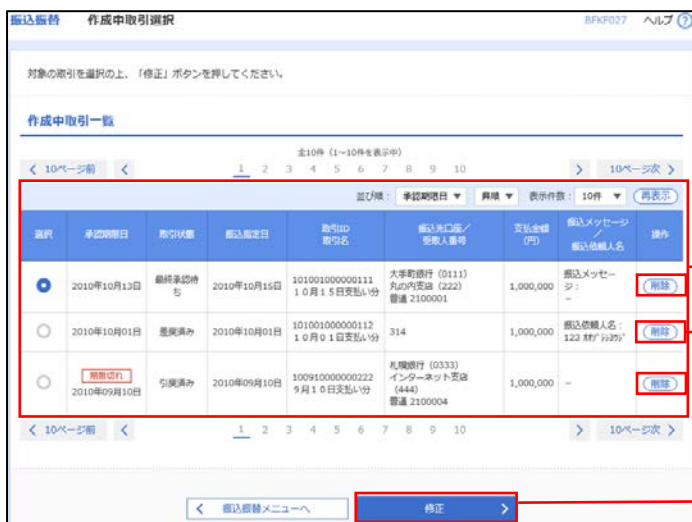 振込振替 作成中取引選択 BFKF027 ヘルプ ?
対象の取引を選択の上、「修正」ボタンを押してください。
作成中取引一覧
全10件（1～10件を表示中）
< 10ページ前 < 1 2 3 4 5 6 7 8 9 10 > 10ページ次 >
並び順： 承認期限日 ▼ 昇順 ▼ 表示件数： 10件 ▼ 再表示
選択 承認期限日 取引状態 振込指定日 取引ID 取引名 振込先口座／ 受取人番号 支払金額 (円) 振込メッセージ ／ 振込依頼人名 操作
2010年10月13日 最終承認待ち 2010年10月15日 101001000000111 10月15日支払い分 大手町銀行（0111） 丸の内支店（222） 普通 2100001 1,000,000 振込メッセージ： － 削除
2010年10月01日 差戻済み 2010年10月01日 101001000000112 10月01日支払い分 314 1,000,000 振込依頼人名： 123 削除
期限切れ 2010年09月10日 引戻済み 2010年09月10日 100910000000222 9月10日支払い分 札幌銀行（0333） インターネット支店 （444） 普通 2100004 1,000,000 － 削除
< 10ページ前 < 1 2 3 4 5 6 7 8 9 10 > 10ページ次 >
< 振込振替メニューへ 修正 >